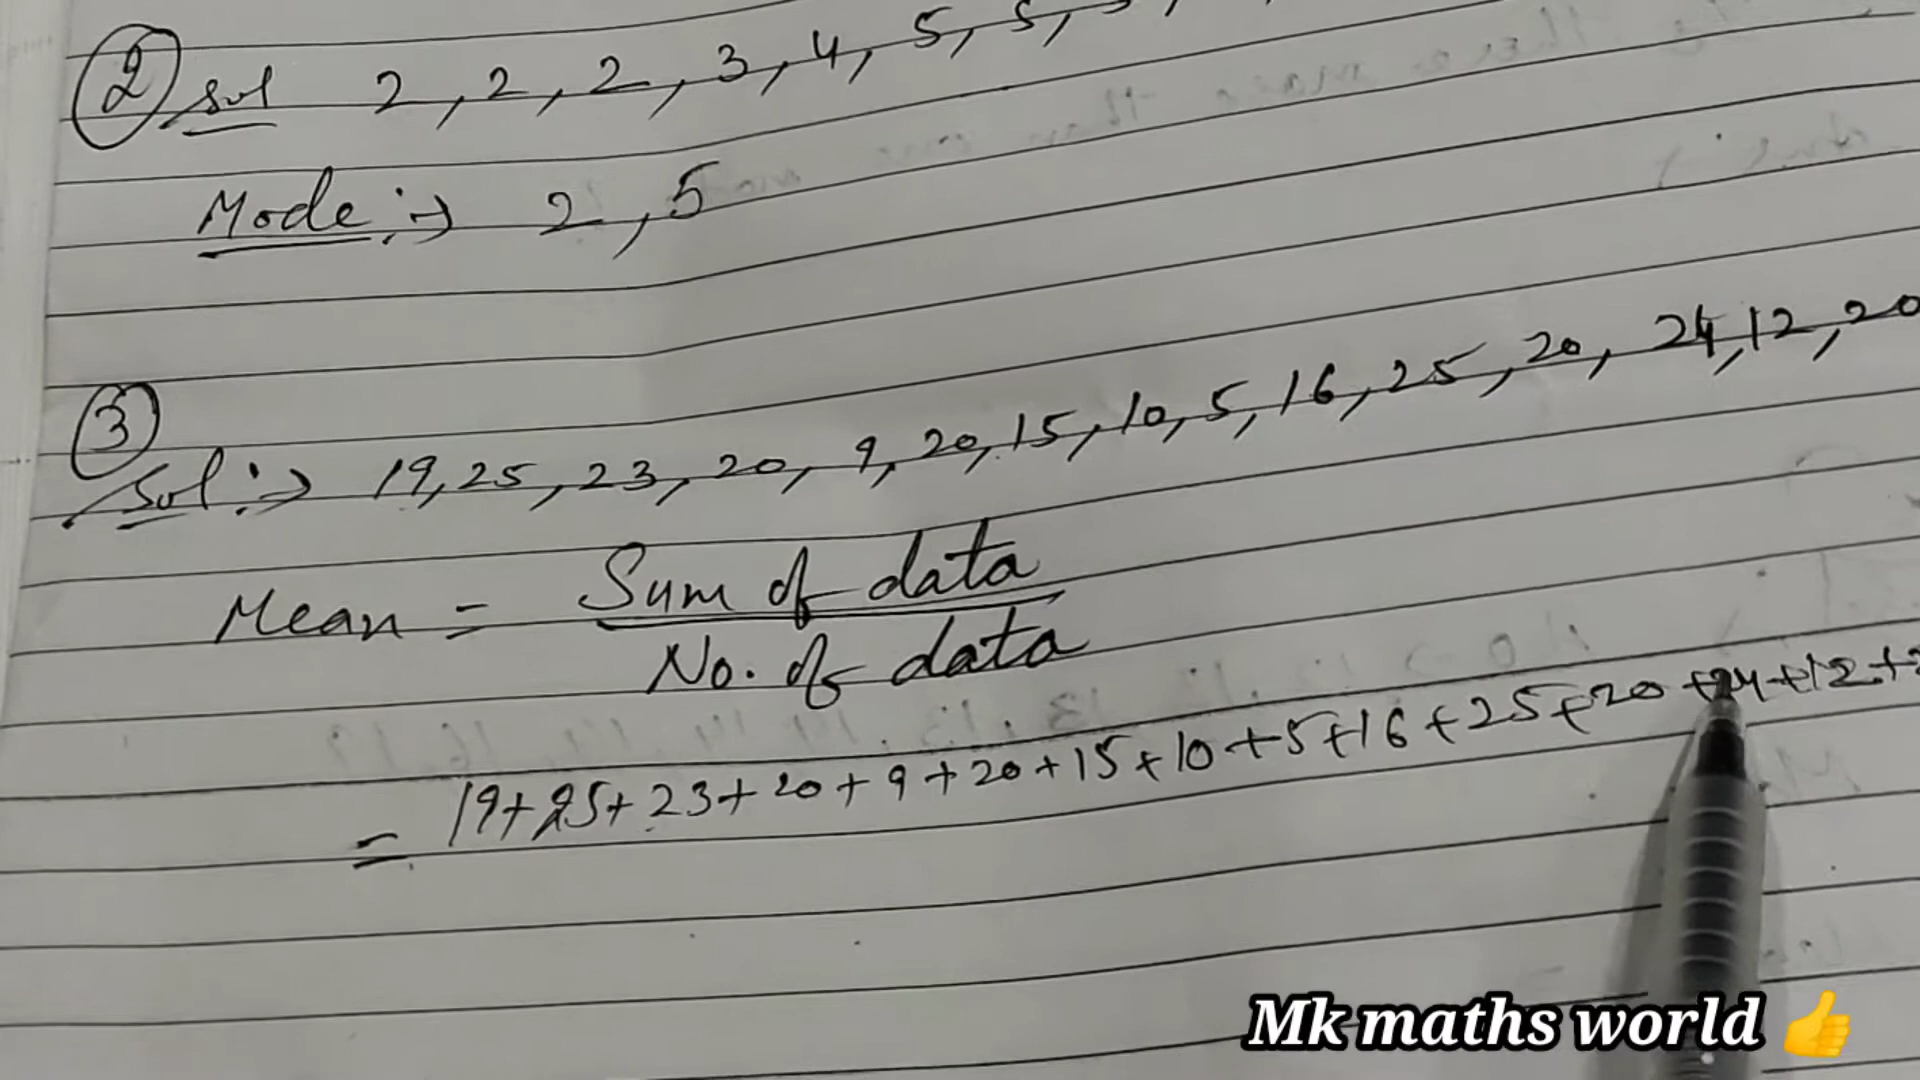 2 Sol 2, 2, 2, 3, 4, 5, 5,
Mode :→ 2, 5
3
Sol :→ 19, 25, 23, 20, 9, 20, 15, 10, 5, 16, 25, 20, 24, 12, 20
Mean = Sum of data
No. of data
= 19+25+23+20+9+20+15+10+5+16+25+20+24+12+
Mk maths world 👍